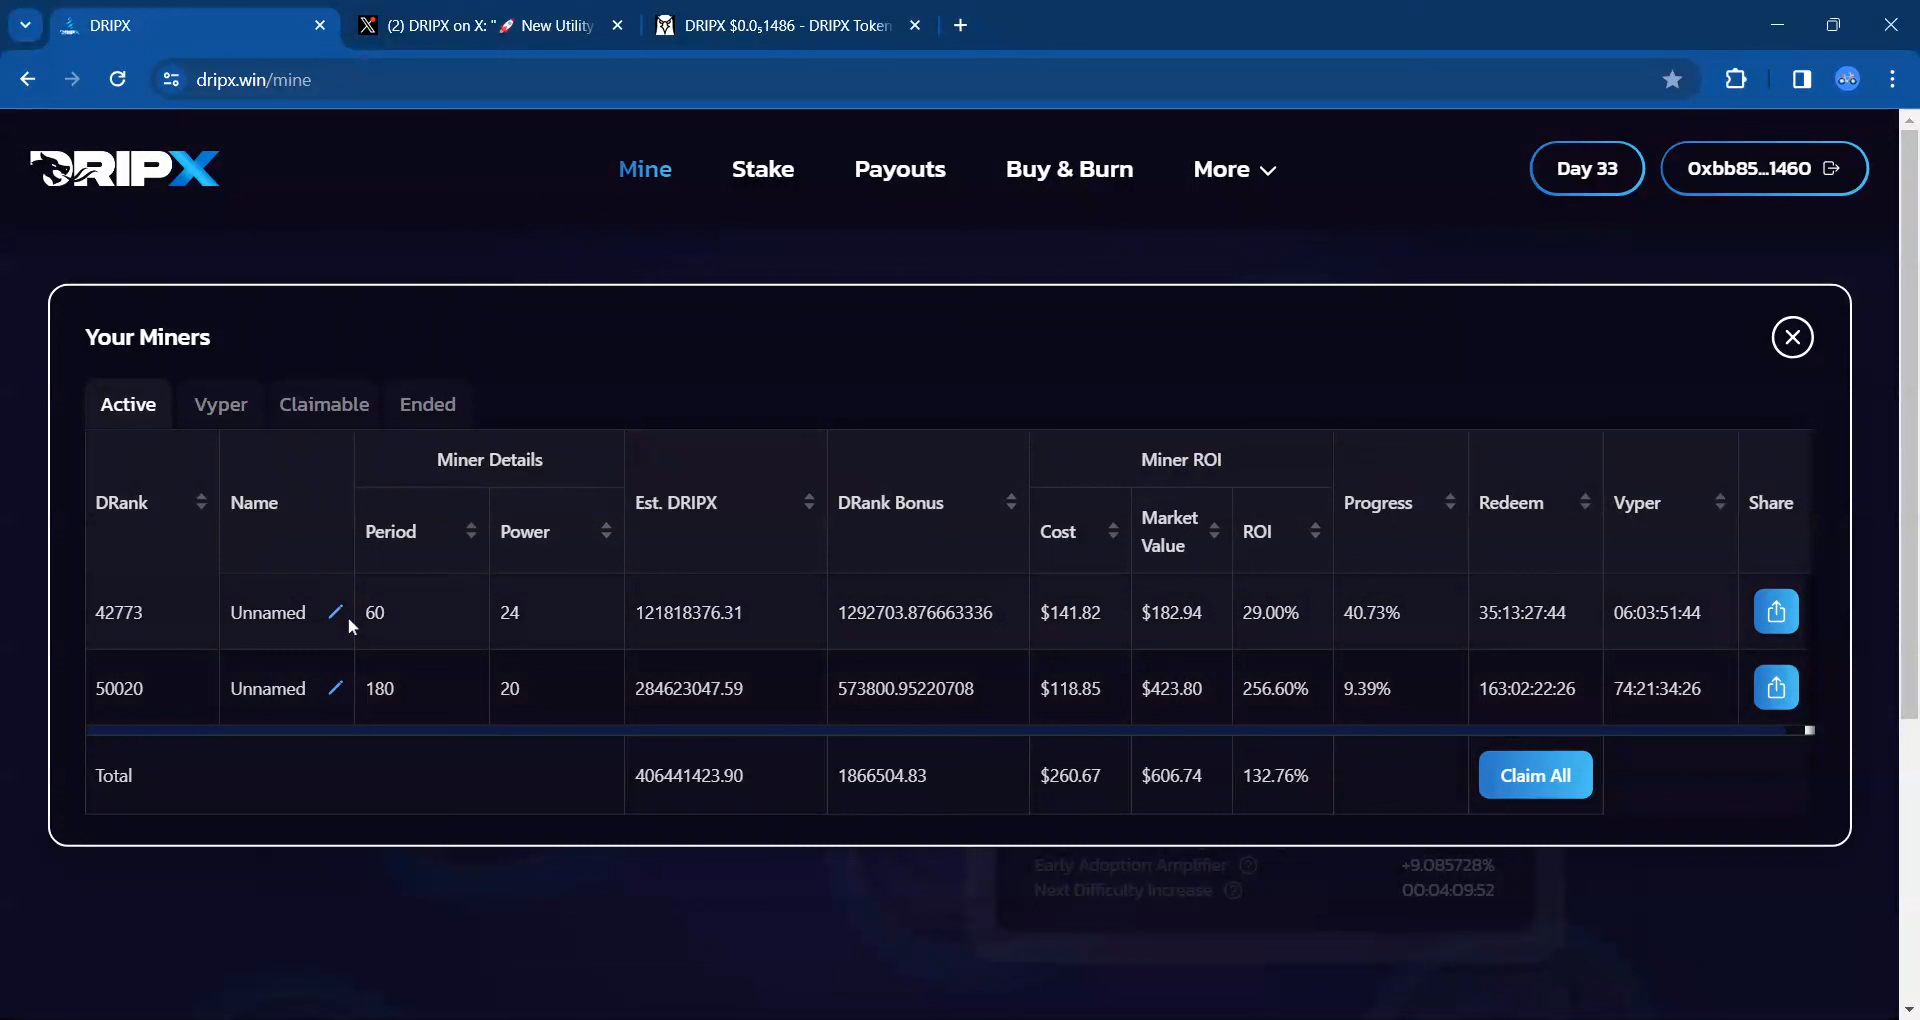 DRIPX
(2) DRIPX on X: "🚀 New Utility
DRIPX $0.0₅1486 - DRIPX Token
dripx.win/mine
DRIPX
Mine
Stake
Payouts
Buy & Burn
More
Day 33
0xbb85...1460
Your Miners
Active
Vyper
Claimable
Ended
Miner Details
Miner ROI
DRank
Name
Period
Power
Est. DRIPX
DRank Bonus
Cost
Market
Value
ROI
Progress
Redeem
Vyper
Share
42773 Unnamed 60 24 121818376.31 1292703.876663336 $141.82 $182.94 29.00% 40.73% 35:13:27:44 06:03:51:44
50020 Unnamed 180 20 284623047.59 573800.95220708 $118.85 $423.80 256.60% 9.39% 163:02:22:26 74:21:34:26
Total 406441423.90 1866504.83 $260.67 $606.74 132.76% Claim All
Early Adoption Amplifier +9.085728%
Next Difficulty Increase 00:04:09:52